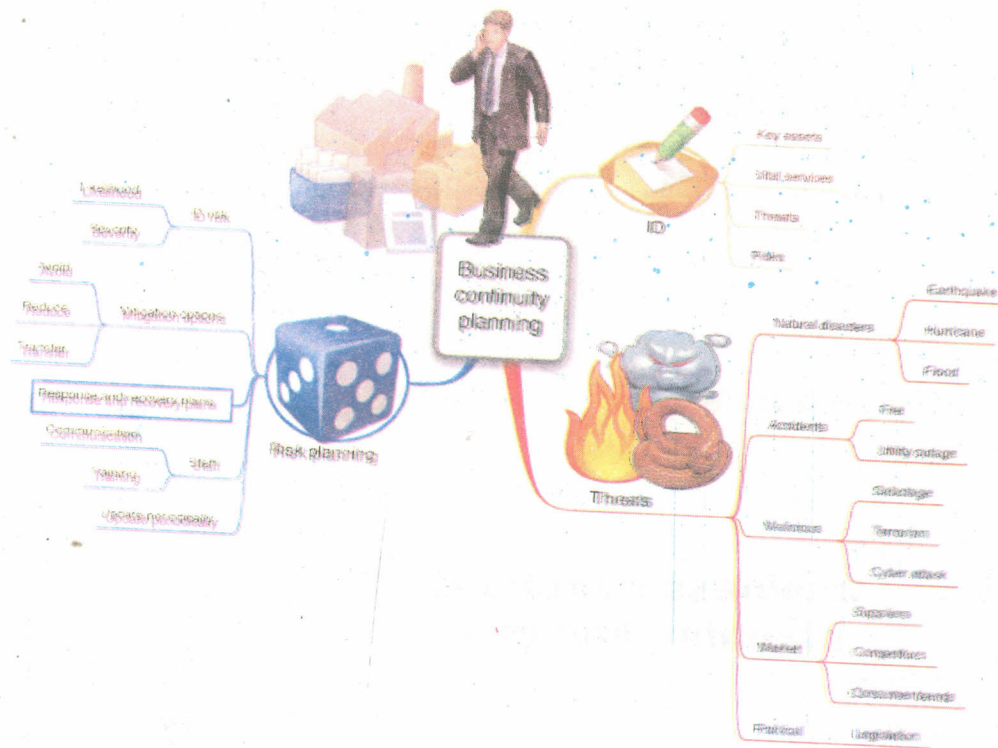 Business
continuity
planning
ID
Key assets
Vital services
Threats
Risks
Threats
Natural disasters
Earthquake
Hurricane
Flood
Accidents
Fire
Utility outage
Malicious
Sabotage
Terrorism
Cyber attack
Market
Suppliers
Competitors
Consumer trends
Political
Legislation
Risk planning
Likelihood
Severity
Mitigation options
Avoid
Reduce
Transfer
Response and recovery plans
Staff
Communication
Training
Update periodically